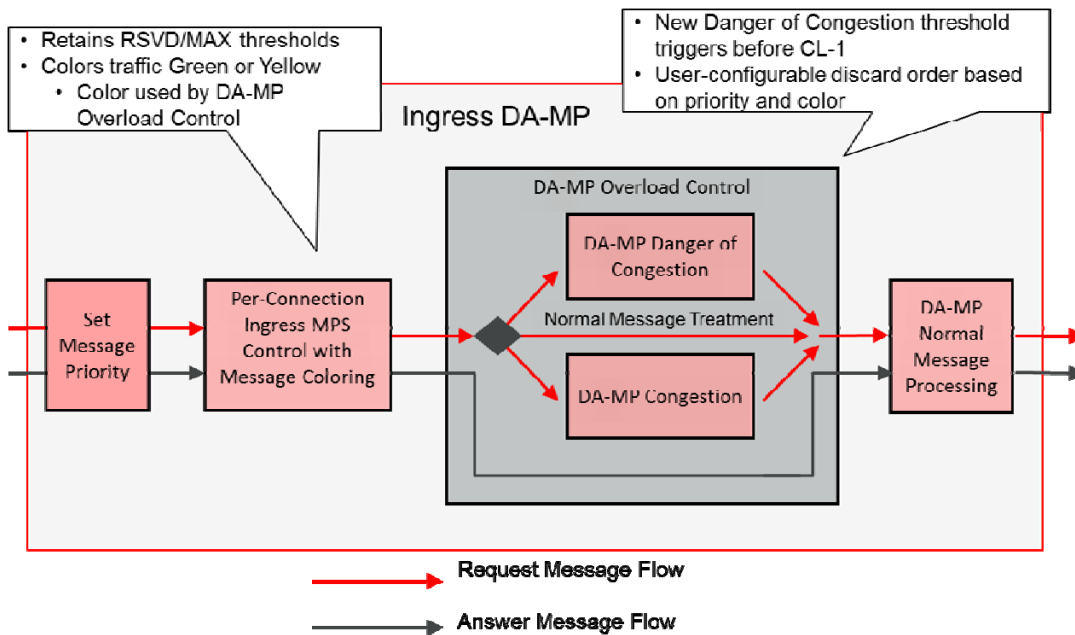 • Retains RSVD/MAX thresholds
• Colors traffic Green or Yellow
• Color used by DA-MP
Overload Control
• New Danger of Congestion threshold
triggers before CL-1
• User-configurable discard order based
on priority and color
Ingress DA-MP
DA-MP Overload Control
DA-MP Danger of
Congestion
Set
Message
Priority
Per-Connection
Ingress MPS
Control with
Message Coloring
Normal Message Treatment
DA-MP Congestion
DA-MP
Normal
Message
Processing
Request Message Flow
Answer Message Flow